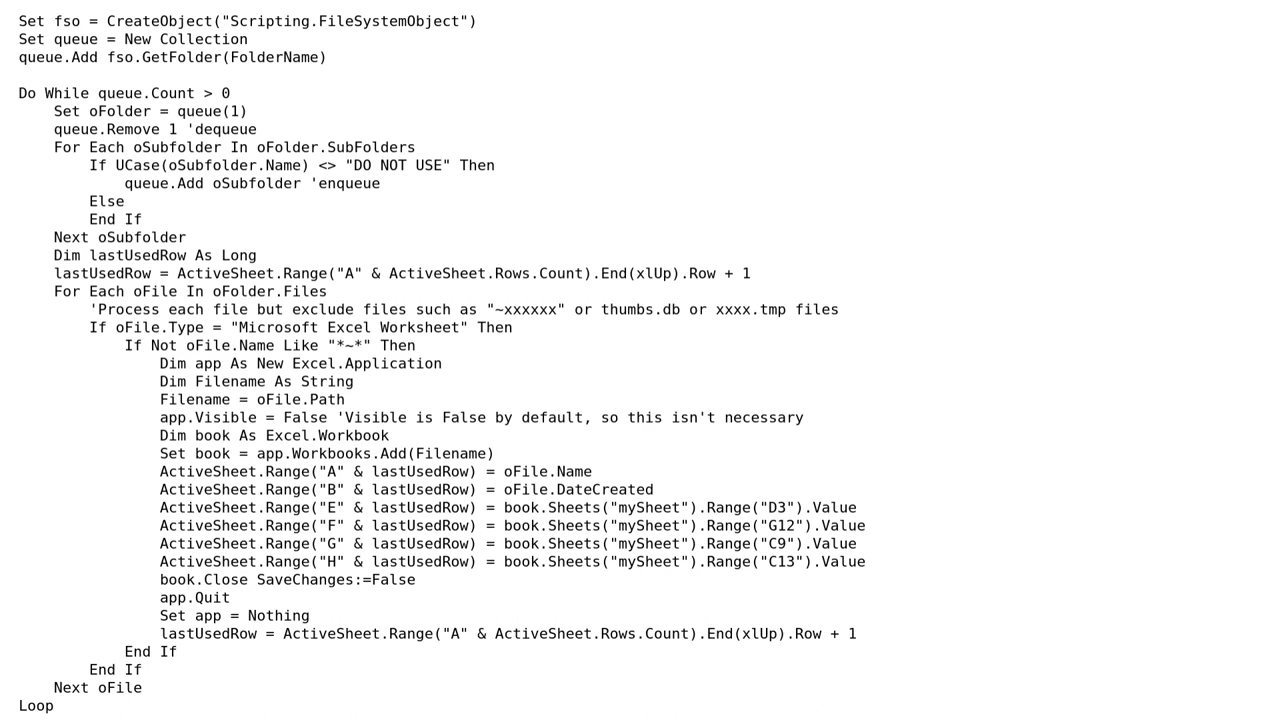 Set fso = CreateObject("Scripting.FileSystemObject")
Set queue = New Collection
queue.Add fso.GetFolder(FolderName)

Do While queue.Count > 0
    Set oFolder = queue(1)
    queue.Remove 1 'dequeue
    For Each oSubfolder In oFolder.SubFolders
        If UCase(oSubfolder.Name) <> "DO NOT USE" Then
            queue.Add oSubfolder 'enqueue
        Else
        End If
    Next oSubfolder
    Dim lastUsedRow As Long
    lastUsedRow = ActiveSheet.Range("A" & ActiveSheet.Rows.Count).End(xlUp).Row + 1
    For Each oFile In oFolder.Files
        'Process each file but exclude files such as "~xxxxxx" or thumbs.db or xxxx.tmp files
        If oFile.Type = "Microsoft Excel Worksheet" Then
            If Not oFile.Name Like "*~*" Then
                Dim app As New Excel.Application
                Dim Filename As String
                Filename = oFile.Path
                app.Visible = False 'Visible is False by default, so this isn't necessary
                Dim book As Excel.Workbook
                Set book = app.Workbooks.Add(Filename)
                ActiveSheet.Range("A" & lastUsedRow) = oFile.Name
                ActiveSheet.Range("B" & lastUsedRow) = oFile.DateCreated
                ActiveSheet.Range("E" & lastUsedRow) = book.Sheets("mySheet").Range("D3").Value
                ActiveSheet.Range("F" & lastUsedRow) = book.Sheets("mySheet").Range("G12").Value
                ActiveSheet.Range("G" & lastUsedRow) = book.Sheets("mySheet").Range("C9").Value
                ActiveSheet.Range("H" & lastUsedRow) = book.Sheets("mySheet").Range("C13").Value
                book.Close SaveChanges:=False
                app.Quit
                Set app = Nothing
                lastUsedRow = ActiveSheet.Range("A" & ActiveSheet.Rows.Count).End(xlUp).Row + 1
            End If
        End If
    Next oFile
Loop